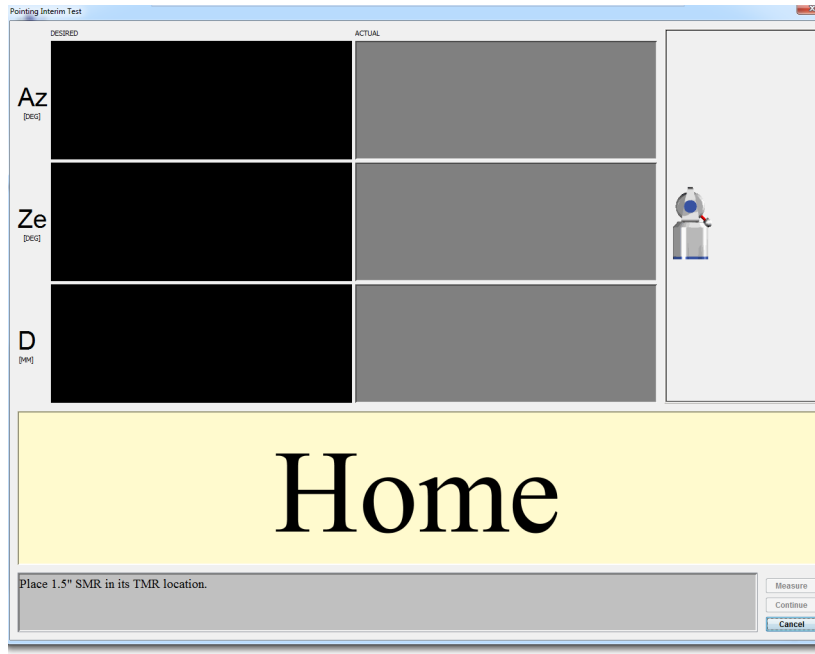 Pointing Interim Test
DESIRED
ACTUAL
Az
[DEG]
Ze
[DEG]
D
[MM]
Home
Place 1.5" SMR in its TMR location.
Measure
Continue
Cancel